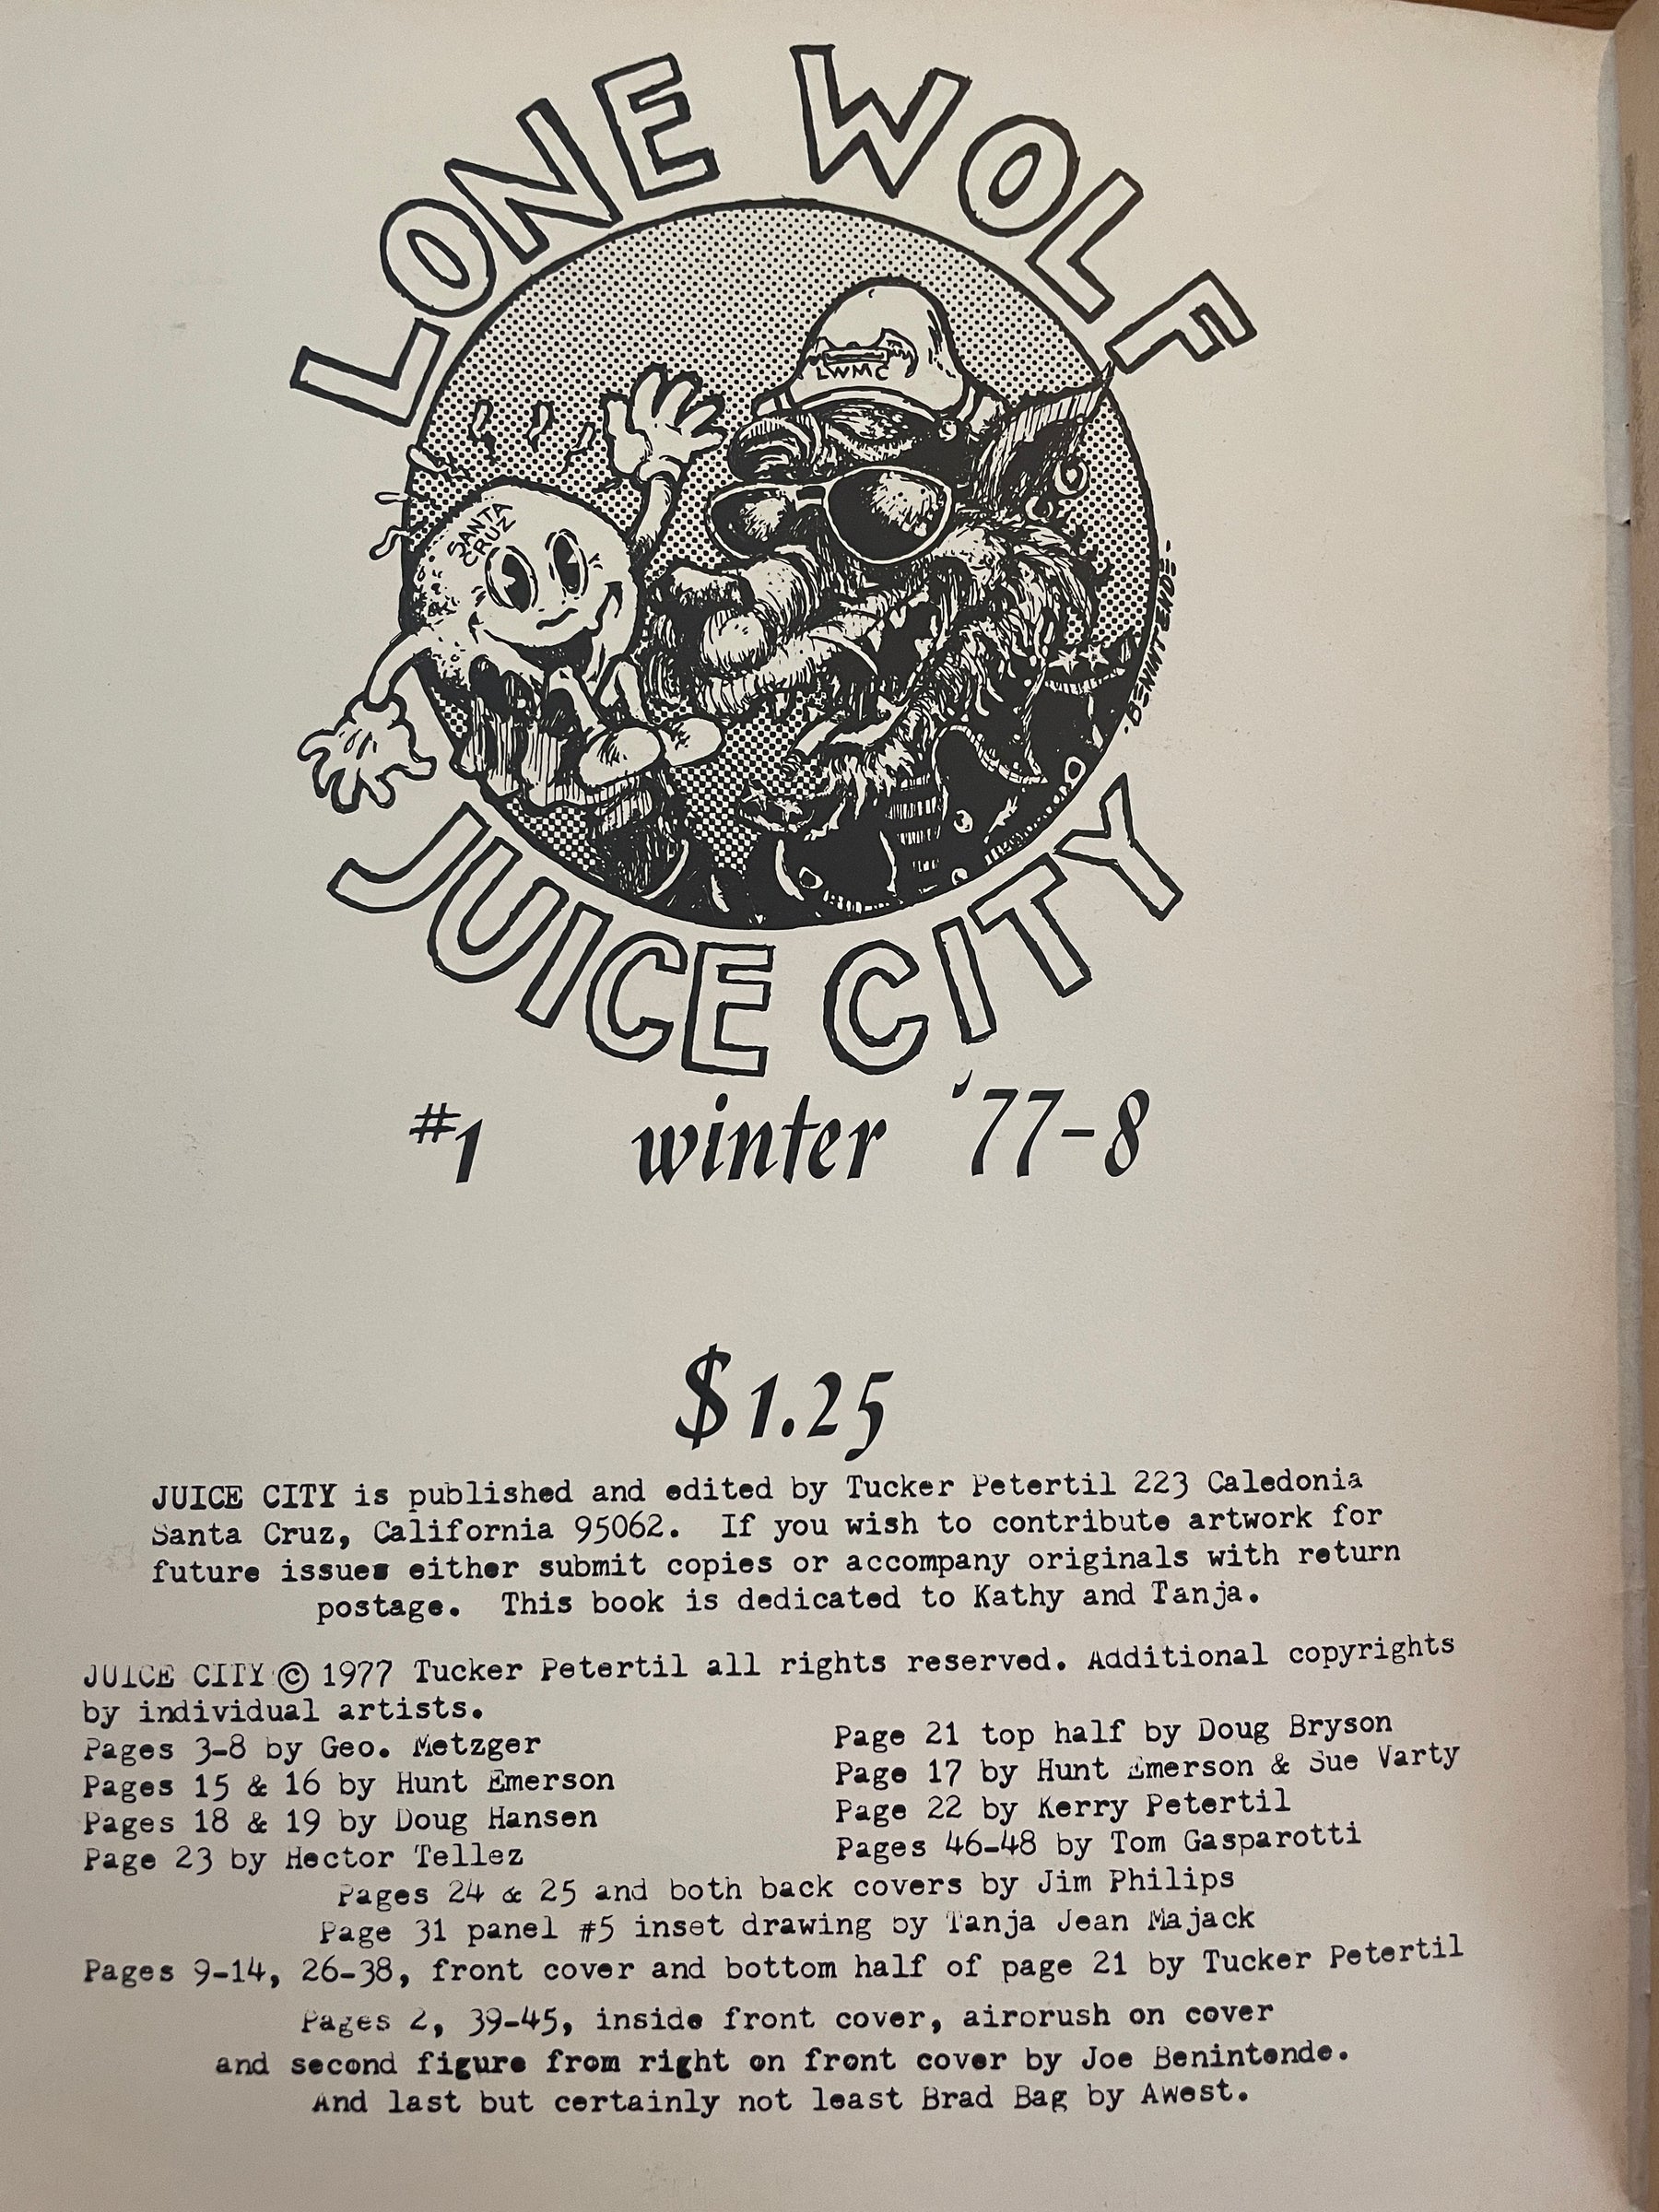 LONE WOLF
LWMC
SANTA
CRUZ
-BENINTENDE-
JUICE CITY
#1 winter '77-8
$1.25
JUICE CITY is published and edited by Tucker Petertil 223 Caledonia
Santa Cruz, California 95062. If you wish to contribute artwork for
future issues either submit copies or accompany originals with return
postage. This book is dedicated to Kathy and Tanja.
JUICE CITY © 1977 Tucker Petertil all rights reserved. Additional copyrights
by individual artists.
Pages 3-8 by Geo. Metzger
Pages 15 & 16 by Hunt Emerson
Pages 18 & 19 by Doug Hansen
Page 23 by Hector Tellez
Page 21 top half by Doug Bryson
Page 17 by Hunt Emerson & Sue Varty
Page 22 by Kerry Petertil
Pages 46-48 by Tom Gasparotti
Pages 24 & 25 and both back covers by Jim Philips
Page 31 panel #5 inset drawing by Tanja Jean Majack
Pages 9-14, 26-38, front cover and bottom half of page 21 by Tucker Petertil
Pages 2, 39-45, inside front cover, airbrush on cover
and second figure from right on front cover by Joe Benintende.
And last but certainly not least Brad Bag by Awest.